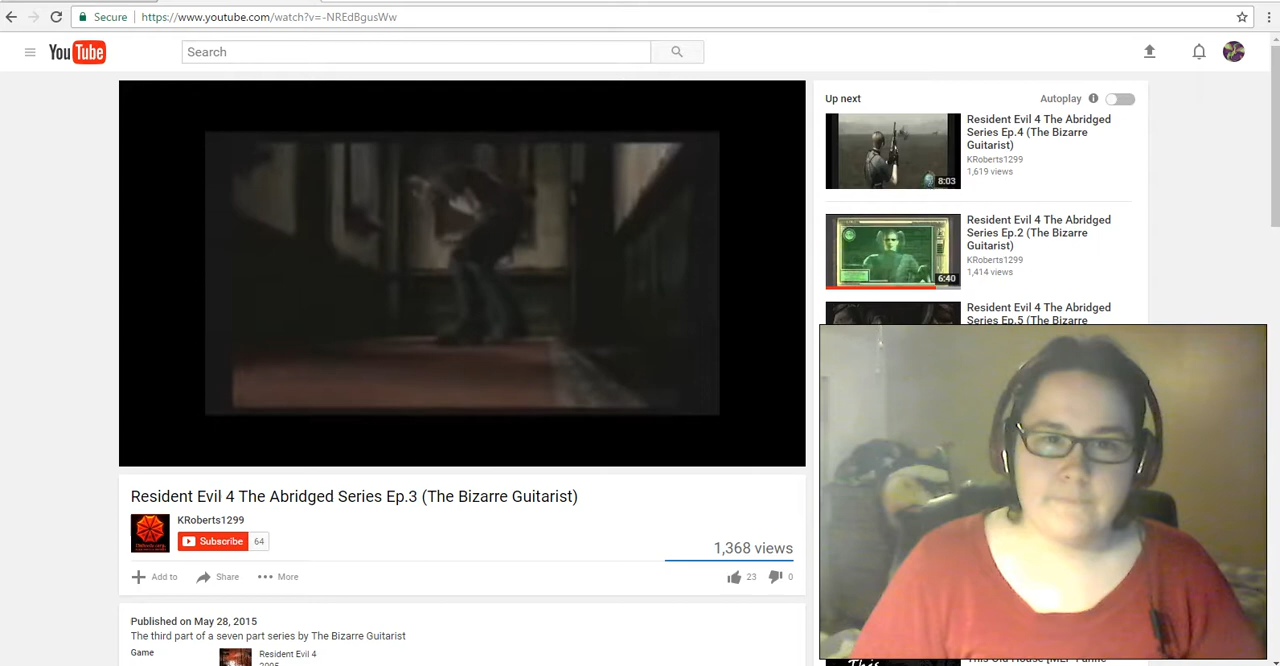 Secure
https://www.youtube.com/watch?v=-NREdBgusWw
YouTube
Search
Up next
Autoplay
Resident Evil 4 The Abridged
Series Ep.4 (The Bizarre
Guitarist)
KRoberts1299
1,619 views
8:03
Resident Evil 4 The Abridged
Series Ep.2 (The Bizarre
Guitarist)
KRoberts1299
1,414 views
6:40
Resident Evil 4 The Abridged
Series Ep.5 (The Bizarre
Resident Evil 4 The Abridged Series Ep.3 (The Bizarre Guitarist)
KRoberts1299
Subscribe 64
1,368 views
Add to
Share
More
23
0
Published on May 28, 2015
The third part of a seven part series by The Bizarre Guitarist
Game
Resident Evil 4
2005
This